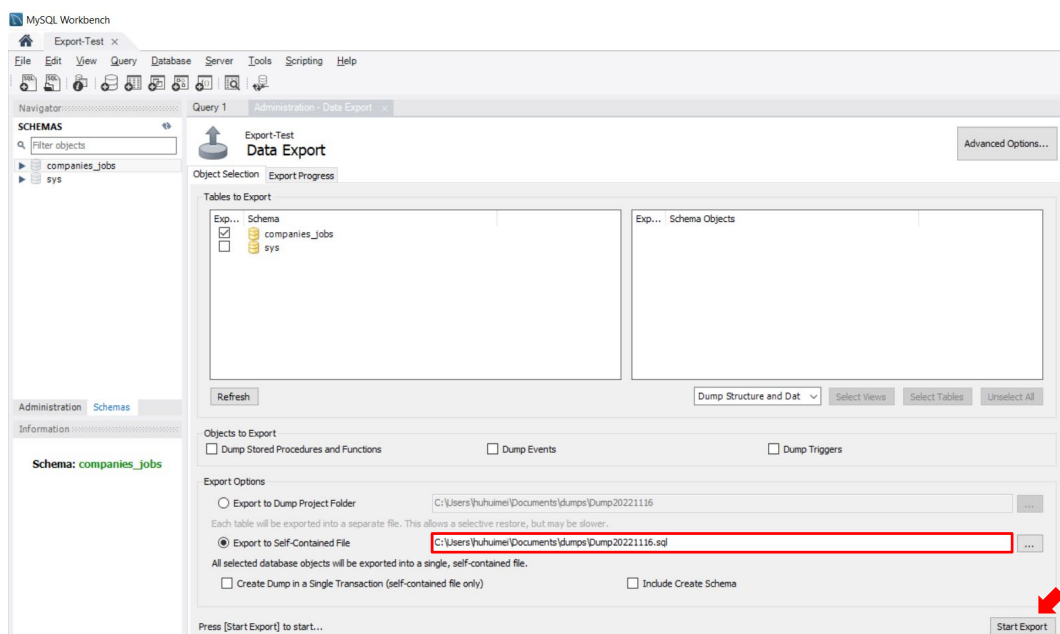 MySQL Workbench
Export-Test
File Edit View Query Database Server Tools Scripting Help
Navigator
Query 1
Administration - Data Export
SCHEMAS
Filter objects
companies_jobs
sys
Export-Test
Data Export
Advanced Options...
Object Selection
Export Progress
Tables to Export
Exp... Schema
companies_jobs
sys
Exp... Schema Objects
Refresh
Dump Structure and Dat
Select Views
Select Tables
Unselect All
Administration Schemas
Information
Schema: companies_jobs
Objects to Export
Dump Stored Procedures and Functions
Dump Events
Dump Triggers
Export Options
Export to Dump Project Folder
C:\Users\huhuimei\Documents\dumps\Dump20221116
...
Each table will be exported into a separate file. This allows a selective restore, but may be slower.
Export to Self-Contained File
C:\Users\huhuimei\Documents\dumps\Dump20221116.sql
...
All selected database objects will be exported into a single, self-contained file.
Create Dump in a Single Transaction (self-contained file only)
Include Create Schema
Press [Start Export] to start...
Start Export